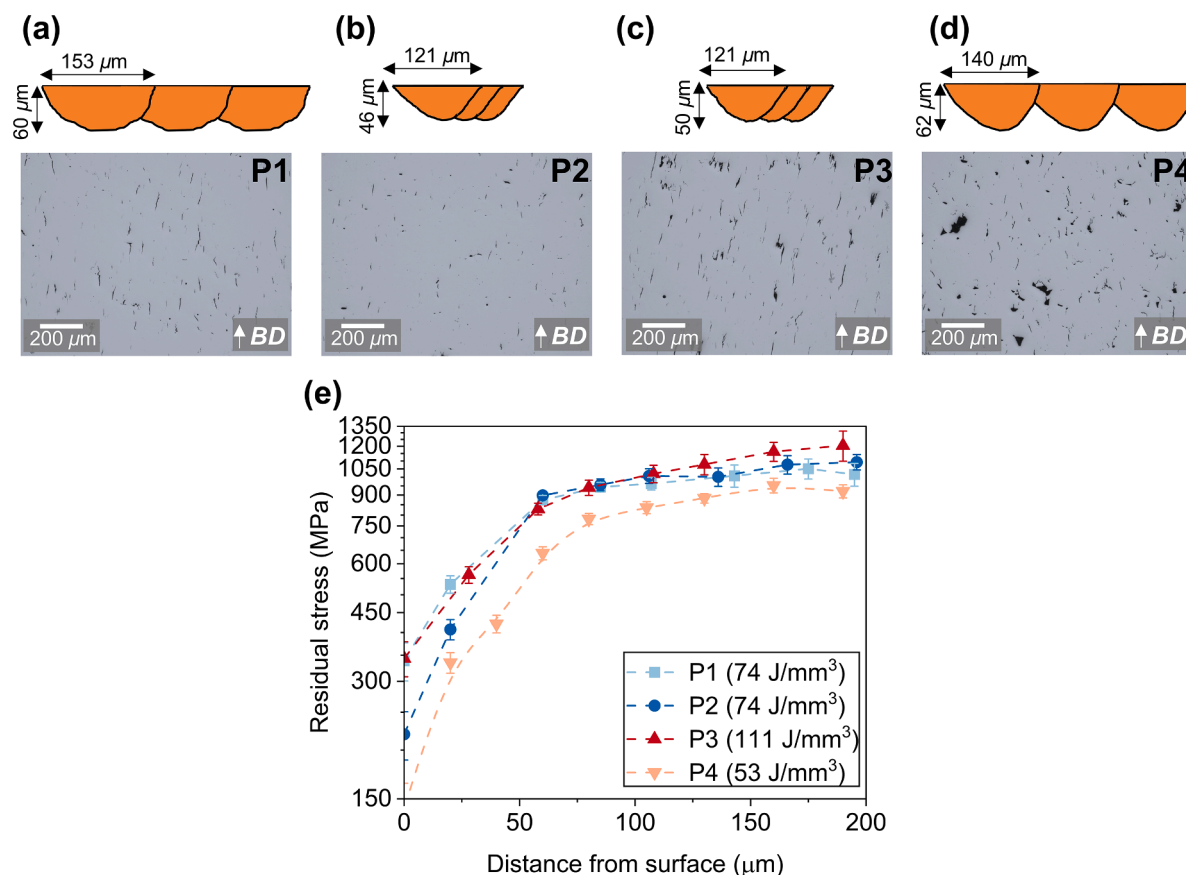 (a)
(b)
(c)
(d)
153 µm
121 µm
121 µm
140 µm
60 µm
46 µm
50 µm
62 µm
P1
P2
P3
P4
200 µm
BD
200 µm
BD
200 µm
BD
200 µm
BD
(e)
1350
1200
1050
900
750
600
450
300
150
Residual stress (MPa)
P1 (74 J/mm³)
P2 (74 J/mm³)
P3 (111 J/mm³)
P4 (53 J/mm³)
0
50
100
150
200
Distance from surface (µm)